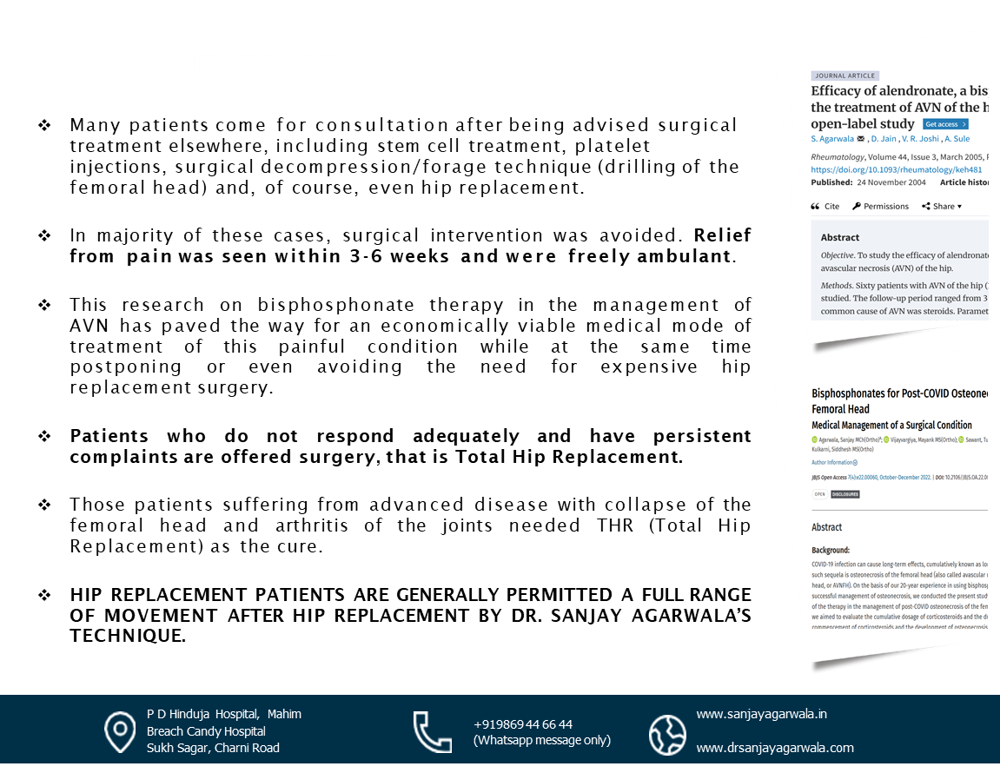 ❖ Many patients come for consultation after being advised surgical
treatment elsewhere, including stem cell treatment, platelet
injections, surgical decompression/forage technique (drilling of the
femoral head) and, of course, even hip replacement.
❖ In majority of these cases, surgical intervention was avoided. Relief
from pain was seen within 3-6 weeks and were freely ambulant.
❖ This research on bisphosphonate therapy in the management of
AVN has paved the way for an economically viable medical mode of
treatment of this painful condition while at the same time
postponing or even avoiding the need for expensive hip
replacement surgery.
❖ Patients who do not respond adequately and have persistent
complaints are offered surgery, that is Total Hip Replacement.
❖ Those patients suffering from advanced disease with collapse of the
femoral head and arthritis of the joints needed THR (Total Hip
Replacement) as the cure.
❖ HIP REPLACEMENT PATIENTS ARE GENERALLY PERMITTED A FULL RANGE
OF MOVEMENT AFTER HIP REPLACEMENT BY DR. SANJAY AGARWALA’S
TECHNIQUE.
JOURNAL ARTICLE
Efficacy of alendronate, a bis
the treatment of AVN of the h
open-label study Get access >
S. Agarwala, D. Jain, V. R. Joshi, A. Sule
Rheumatology, Volume 44, Issue 3, March 2005, P
https://doi.org/10.1093/rheumatology/keh481
Published: 24 November 2004 Article histor
Cite Permissions Share
Abstract
Objective. To study the efficacy of alendronate
avascular necrosis (AVN) of the hip.
Methods. Sixty patients with AVN of the hip (
studied. The follow-up period ranged from 3
common cause of AVN was steroids. Paramet
Bisphosphonates for Post-COVID Osteone
Femoral Head
Medical Management of a Surgical Condition
Agarwala, Sanjay MCh(Ortho)ᵃ; Vijayvargiya, Mayank MS(Ortho); Sawant, Tu
Kulkarni, Siddhesh MS(Ortho)
Author Information
JBJS Open Access 7(4):e22.00060, October-December 2022. | DOI: 10.2106/JBJS.OA.22.0
OPEN DISCLOSURES
Abstract
Background:
COVID-19 infection can cause long-term effects, cumulatively known as lo
such sequela is osteonecrosis of the femoral head (also called avascular
head, or AVNFH). On the basis of our 20-year experience in using bisphos
successful management of osteonecrosis, we conducted the present stud
of the therapy in the management of post-COVID osteonecrosis of the fem
we aimed to evaluate the cumulative dosage of corticosteroids and the du
commencement of corticosteroids and the development of osteonecrosis
P D Hinduja Hospital, Mahim
Breach Candy Hospital
Sukh Sagar, Charni Road
+919869 44 66 44
(Whatsapp message only)
www.sanjayagarwala.in
www.drsanjayagarwala.com